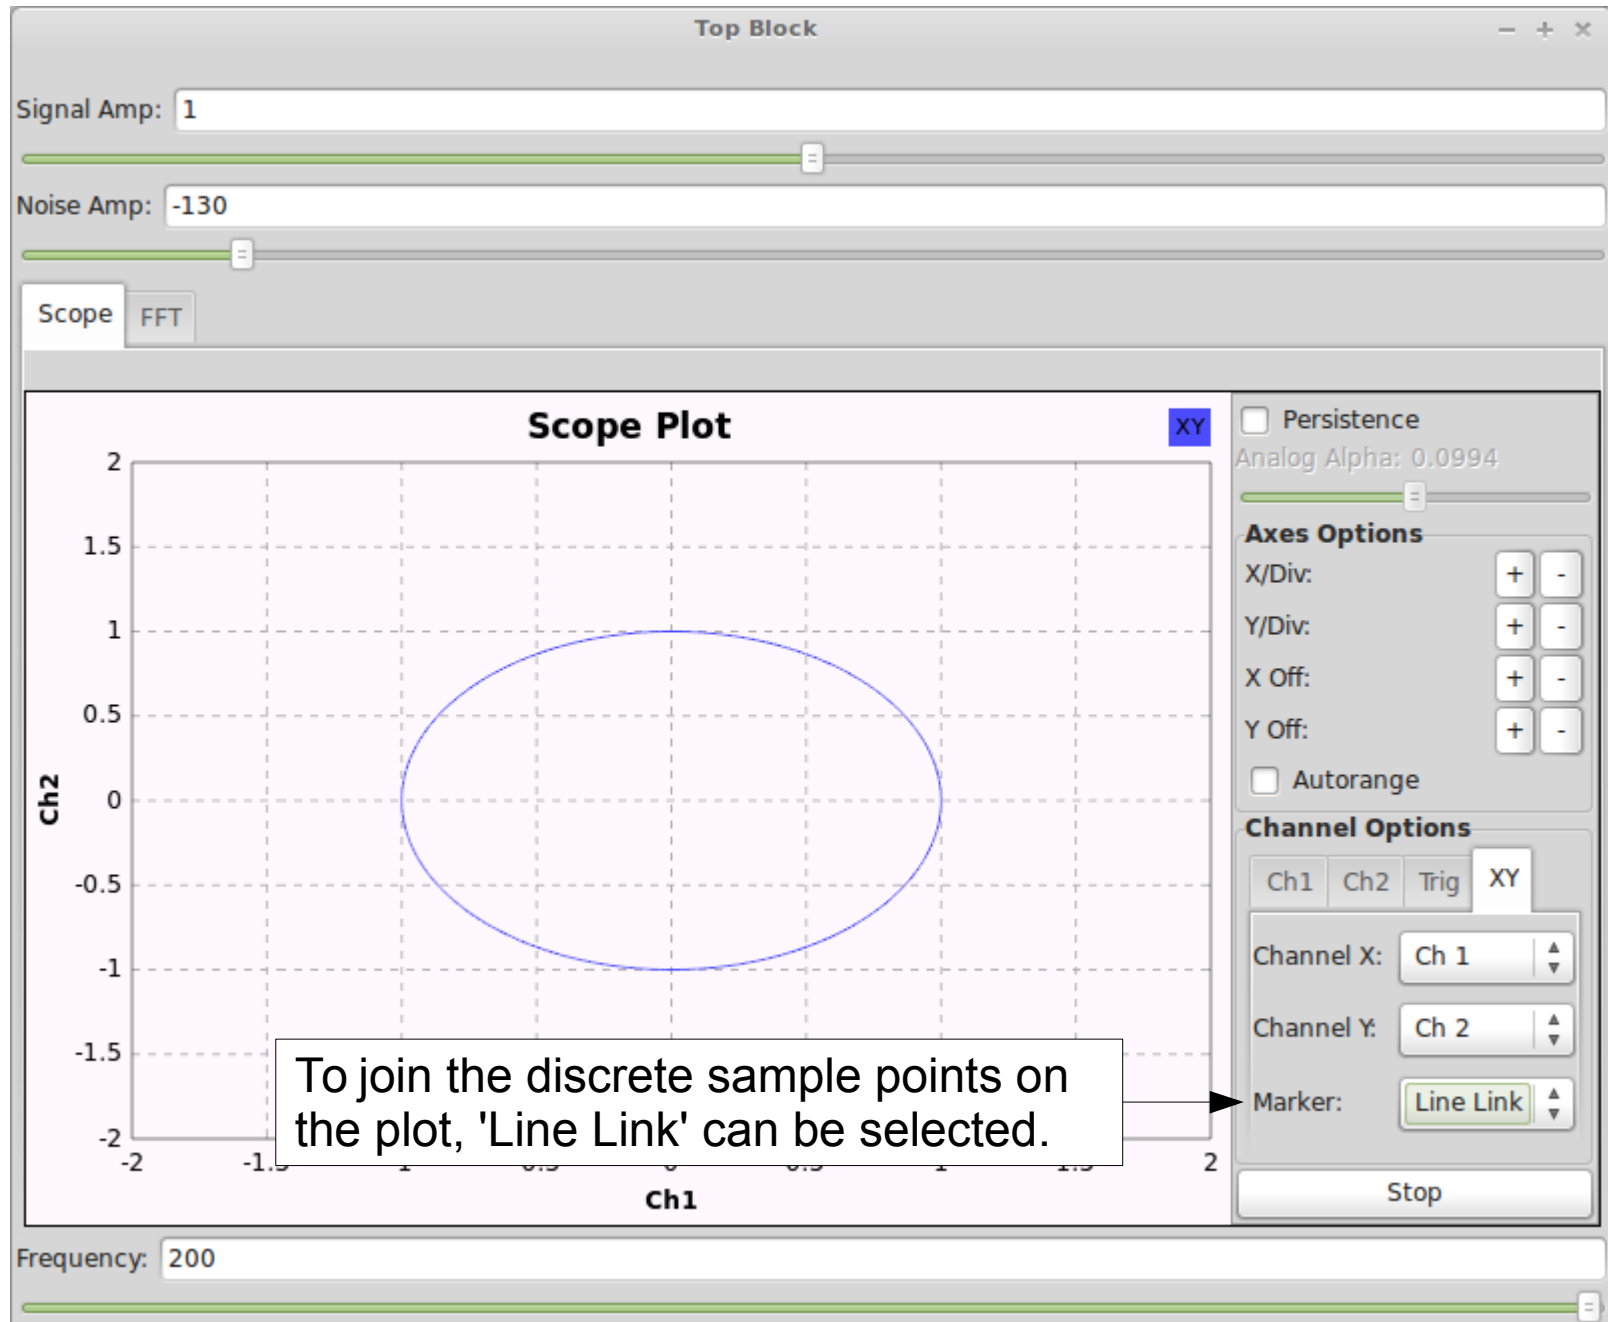 Top Block
Signal Amp: 1
Noise Amp: -130
Scope FFT
Scope Plot
XY
2
1.5
1
0.5
0
-0.5
-1
-1.5
-2
Ch2
-2
2
Ch1
To join the discrete sample points on
the plot, 'Line Link' can be selected.
Persistence
Analog Alpha: 0.0994
Axes Options
X/Div: + -
Y/Div: + -
X Off: + -
Y Off: + -
Autorange
Channel Options
Ch1 Ch2 Trig XY
Channel X: Ch 1
Channel Y: Ch 2
Marker: Line Link
Stop
Frequency: 200